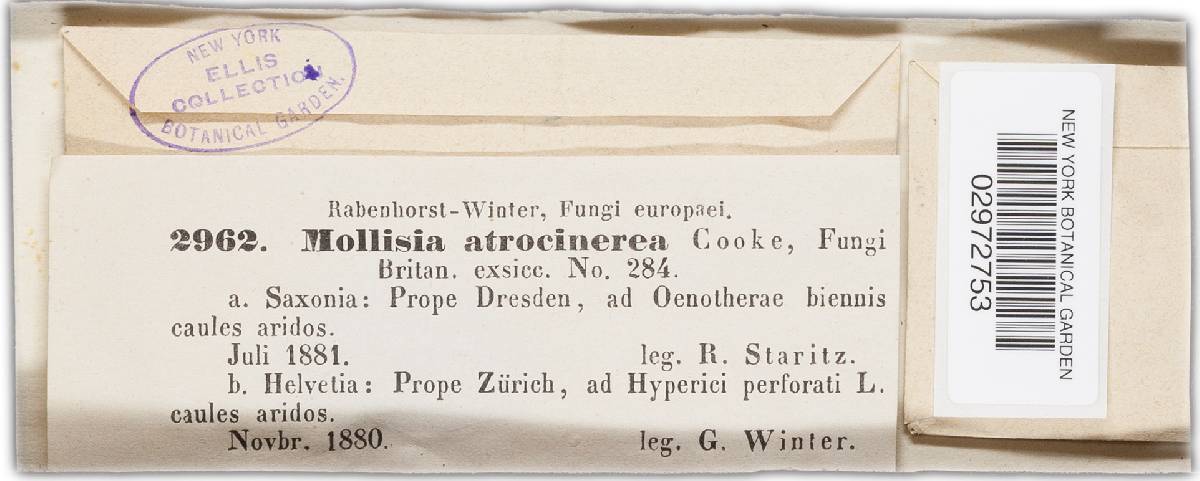 NEW YORK
ELLIS
COLLECTION
BOTANICAL GARDEN.
Rabenhorst-Winter, Fungi europaei.
2962. Mollisia atrocinerea Cooke, Fungi
Britan. exsicc. No. 284.
a. Saxonia: Prope Dresden, ad Oenotherae biennis
caules aridos.
Juli 1881. leg. R. Staritz.
b. Helvetia: Prope Zürich, ad Hyperici perforati L.
caules aridos.
Novbr. 1880. leg. G. Winter.
NEW YORK BOTANICAL GARDEN
02972753